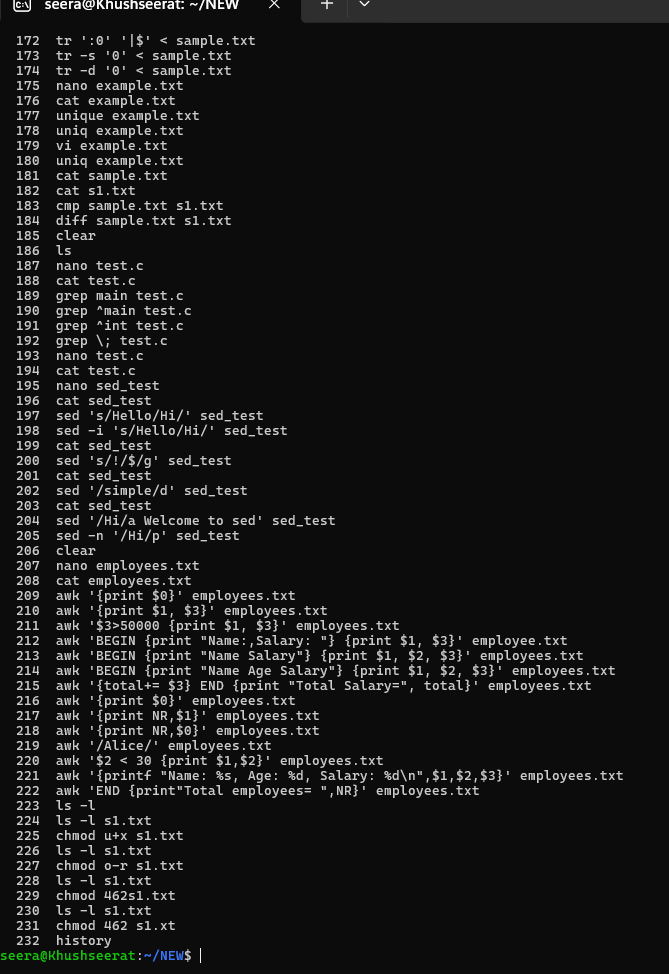 seera@Khushseerat: ~/NEW
172 tr ':0' '|$' < sample.txt
173 tr -s '0' < sample.txt
174 tr -d '0' < sample.txt
175 nano example.txt
176 cat example.txt
177 unique example.txt
178 uniq example.txt
179 vi example.txt
180 uniq example.txt
181 cat sample.txt
182 cat s1.txt
183 cmp sample.txt s1.txt
184 diff sample.txt s1.txt
185 clear
186 ls
187 nano test.c
188 cat test.c
189 grep main test.c
190 grep ^main test.c
191 grep ^int test.c
192 grep \; test.c
193 nano test.c
194 cat test.c
195 nano sed_test
196 cat sed_test
197 sed 's/Hello/Hi/' sed_test
198 sed -i 's/Hello/Hi/' sed_test
199 cat sed_test
200 sed 's/!/$/g' sed_test
201 cat sed_test
202 sed '/simple/d' sed_test
203 cat sed_test
204 sed '/Hi/a Welcome to sed' sed_test
205 sed -n '/Hi/p' sed_test
206 clear
207 nano employees.txt
208 cat employees.txt
209 awk '{print $0}' employees.txt
210 awk '{print $1, $3}' employees.txt
211 awk '$3>50000 {print $1, $3}' employees.txt
212 awk 'BEGIN {print "Name:,Salary: "} {print $1, $3}' employee.txt
213 awk 'BEGIN {print "Name Salary"} {print $1, $2, $3}' employees.txt
214 awk 'BEGIN {print "Name Age Salary"} {print $1, $2, $3}' employees.txt
215 awk '{total+= $3} END {print "Total Salary=", total}' employees.txt
216 awk '{print $0}' employees.txt
217 awk '{print NR,$1}' employees.txt
218 awk '{print NR,$0}' employees.txt
219 awk '/Alice/' employees.txt
220 awk '$2 < 30 {print $1,$2}' employees.txt
221 awk '{printf "Name: %s, Age: %d, Salary: %d\n",$1,$2,$3}' employees.txt
222 awk 'END {print"Total employees= ",NR}' employees.txt
223 ls -l
224 ls -l s1.txt
225 chmod u+x s1.txt
226 ls -l s1.txt
227 chmod o-r s1.txt
228 ls -l s1.txt
229 chmod 462s1.txt
230 ls -l s1.txt
231 chmod 462 s1.xt
232 history
seera@Khushseerat:~/NEW$